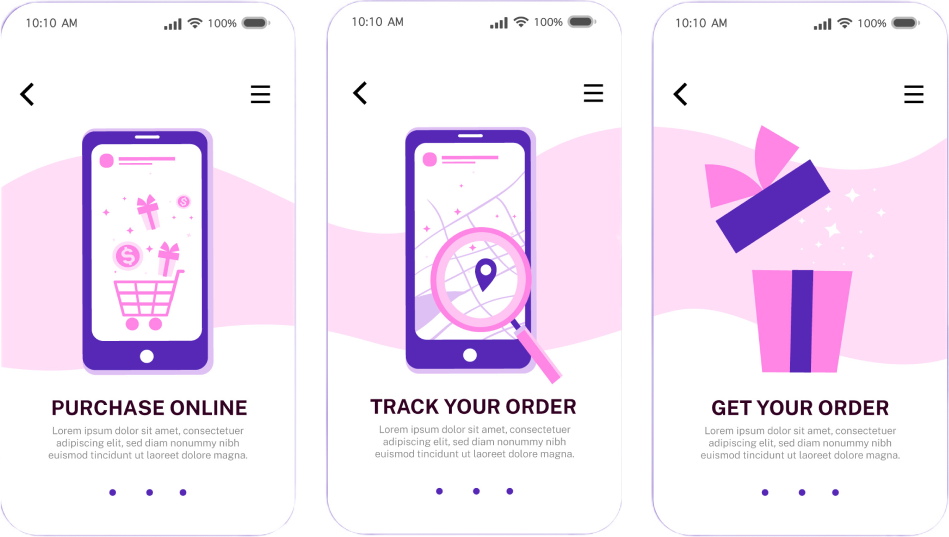 10:10 AM 100%
PURCHASE ONLINE
Lorem ipsum dolor sit amet, consectetuer
adipiscing elit, sed diam nonummy nibh
euismod tincidunt ut laoreet dolore magna.
10:10 AM 100%
TRACK YOUR ORDER
Lorem ipsum dolor sit amet, consectetuer
adipiscing elit, sed diam nonummy nibh
euismod tincidunt ut laoreet dolore magna.
10:10 AM 100%
GET YOUR ORDER
Lorem ipsum dolor sit amet, consectetuer
adipiscing elit, sed diam nonummy nibh
euismod tincidunt ut laoreet dolore magna.